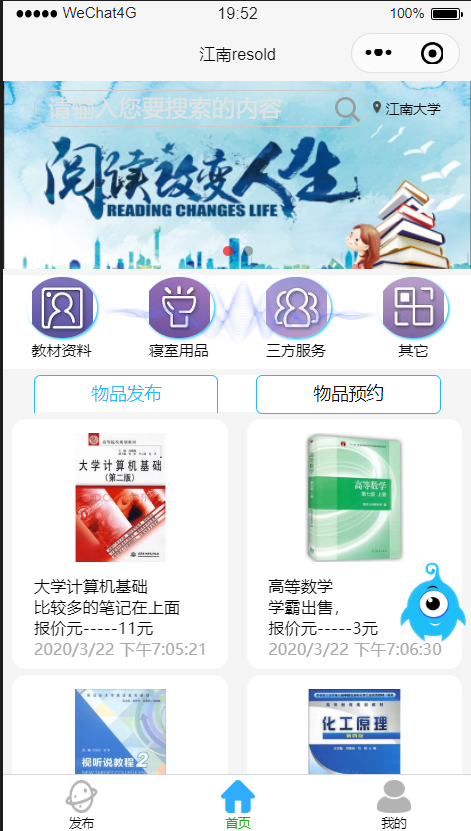 WeChat4G
19:52
100%
江南resold
请输入您要搜索的内容
江南大学
阅读改变人生
READING CHANGES LIFE
教材资料
寝室用品
三方服务
其它
物品发布
物品预约
大学计算机基础
(第二版)
高等数学
第七版 上册
大学计算机基础
比较多的笔记在上面
报价元-----11元
2020/3/22 下午7:05:21
高等数学
学霸出售，
报价元-----3元
2020/3/22 下午7:06:30
视听说教程2
化工原理
第四版
发布
首页
我的